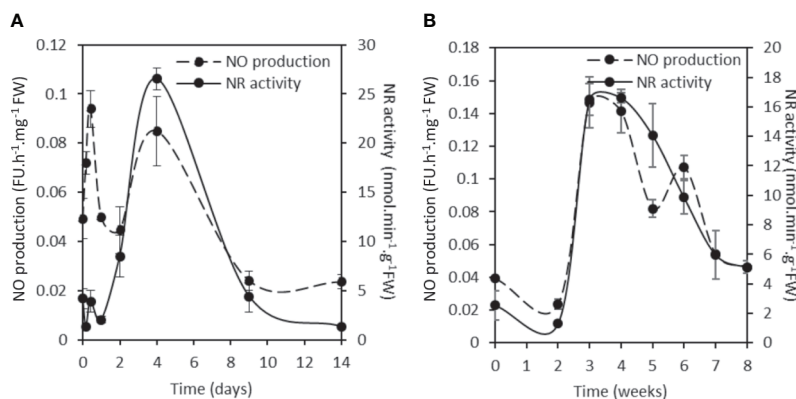 A
NO production
NR activity
NO production (FU.h-1.mg-1 FW)
0.12
0.1
0.08
0.06
0.04
0.02
0
NR activity (nmol.min-1.g-1FW)
30
25
20
15
10
5
0
0 2 4 6 8 10 12 14
Time (days)
B
NO production
NR activity
NO production (FU.h-1.mg-1 FW)
0.18
0.16
0.14
0.12
0.1
0.08
0.06
0.04
0.02
0
NR activity (nmol.min-1.g-1FW)
20
18
16
14
12
10
8
6
4
2
0
0 1 2 3 4 5 6 7 8
Time (weeks)